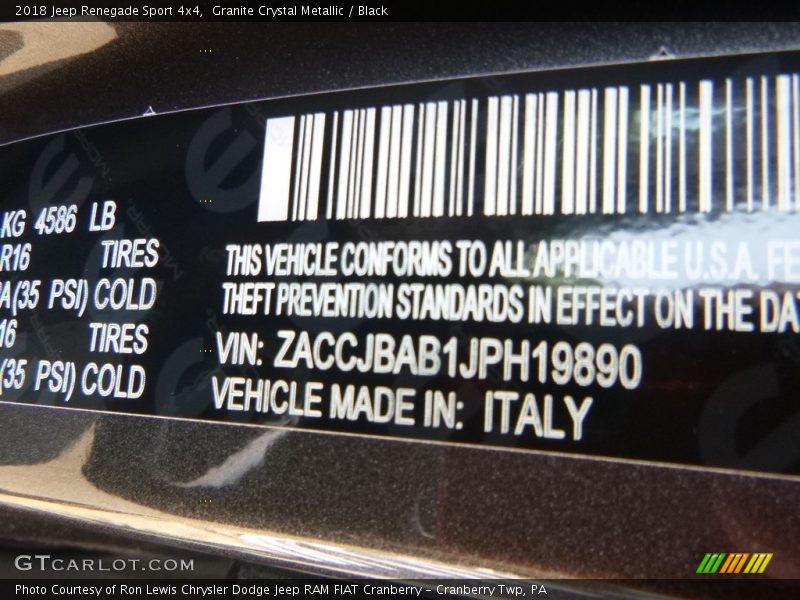 2018 Jeep Renegade Sport 4x4,  Granite Crystal Metallic / Black
KG 4586 LB
R16 TIRES
(35 PSI) COLD
16 TIRES
(35 PSI) COLD
THIS VEHICLE CONFORMS TO ALL APPLICABLE U.S.A. FE
THEFT PREVENTION STANDARDS IN EFFECT ON THE DA
VIN: ZACCJBAB1JPH19890
VEHICLE MADE IN: ITALY
GTCARLOT.COM
Photo Courtesy of Ron Lewis Chrysler Dodge Jeep RAM FIAT Cranberry – Cranberry Twp, PA